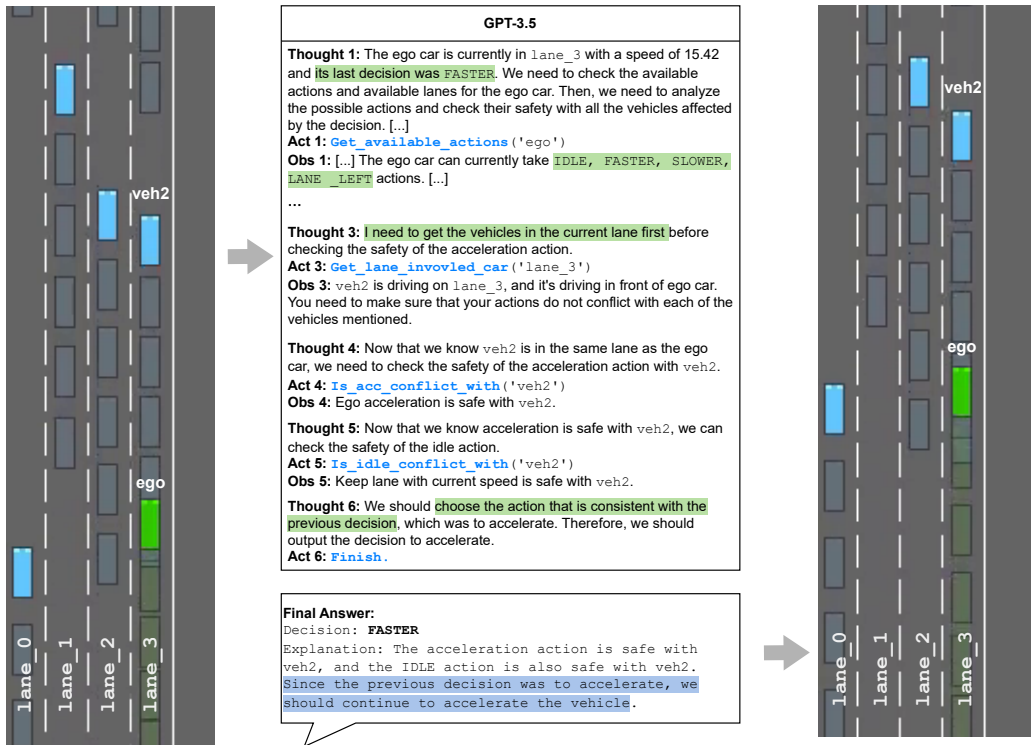 veh2
ego
lane_0
lane_1
lane_2
lane_3
GPT-3.5
Thought 1: The ego car is currently in lane_3 with a speed of 15.42
and its last decision was FASTER. We need to check the available
actions and available lanes for the ego car. Then, we need to analyze
the possible actions and check their safety with all the vehicles affected
by the decision. [...]
Act 1: Get_available_actions('ego')
Obs 1: [...] The ego car can currently take IDLE, FASTER, SLOWER,
LANE _LEFT actions. [...]
...
Thought 3: I need to get the vehicles in the current lane first before
checking the safety of the acceleration action.
Act 3: Get_lane_invovled_car('lane_3')
Obs 3: veh2 is driving on lane_3, and it's driving in front of ego car.
You need to make sure that your actions do not conflict with each of the
vehicles mentioned.
Thought 4: Now that we know veh2 is in the same lane as the ego
car, we need to check the safety of the acceleration action with veh2.
Act 4: Is_acc_conflict_with('veh2')
Obs 4: Ego acceleration is safe with veh2.
Thought 5: Now that we know acceleration is safe with veh2, we can
check the safety of the idle action.
Act 5: Is_idle_conflict_with('veh2')
Obs 5: Keep lane with current speed is safe with veh2.
Thought 6: We should choose the action that is consistent with the
previous decision, which was to accelerate. Therefore, we should
output the decision to accelerate.
Act 6: Finish.
Final Answer:
Decision: FASTER
Explanation: The acceleration action is safe with
veh2, and the IDLE action is also safe with veh2.
Since the previous decision was to accelerate, we
should continue to accelerate the vehicle.
veh2
ego
lane_0
lane_1
lane_2
lane_3